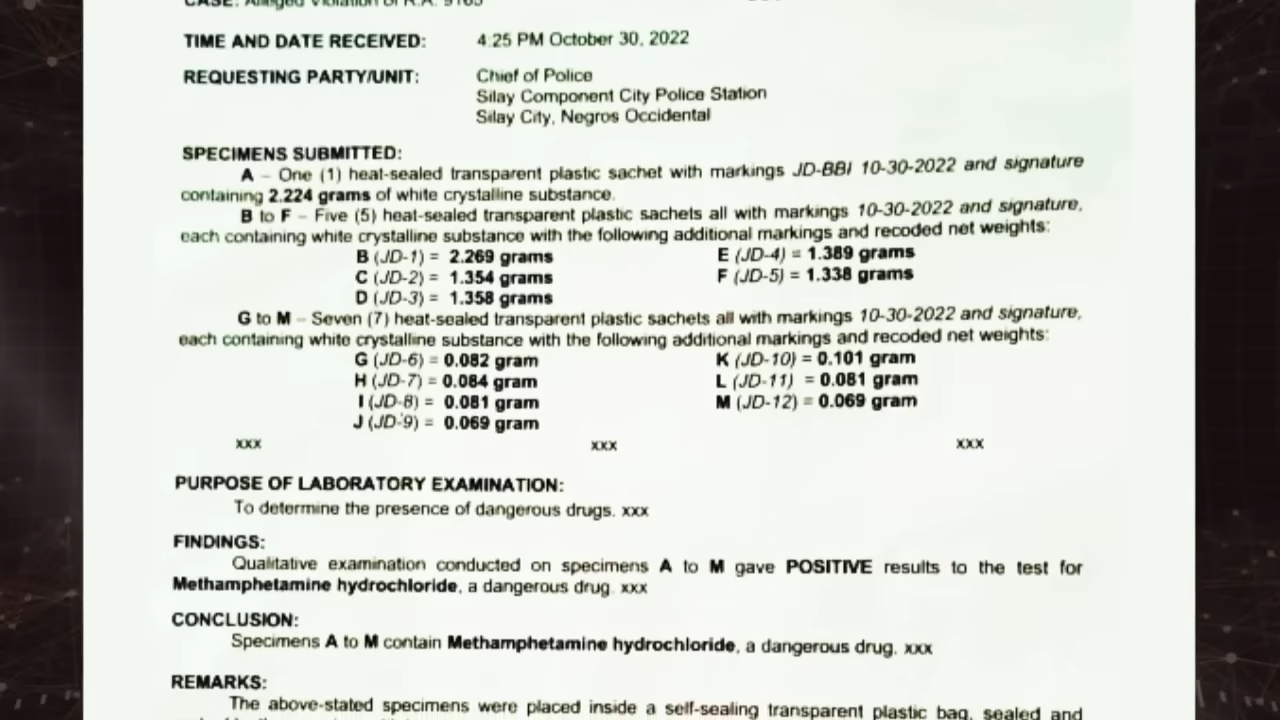 CASE: Alleged Violation of R.A. 9165
TIME AND DATE RECEIVED: 4:25 PM October 30, 2022
REQUESTING PARTY/UNIT: Chief of Police
Silay Component City Police Station
Silay City, Negros Occidental
SPECIMENS SUBMITTED:
A – One (1) heat-sealed transparent plastic sachet with markings JD-BBI 10-30-2022 and signature
containing 2.224 grams of white crystalline substance.
B to F – Five (5) heat-sealed transparent plastic sachets all with markings 10-30-2022 and signature,
each containing white crystalline substance with the following additional markings and recoded net weights:
B (JD-1) = 2.269 grams E (JD-4) = 1.389 grams
C (JD-2) = 1.354 grams F (JD-5) = 1.338 grams
D (JD-3) = 1.358 grams
G to M – Seven (7) heat-sealed transparent plastic sachets all with markings 10-30-2022 and signature,
each containing white crystalline substance with the following additional markings and recoded net weights:
G (JD-6) = 0.082 gram K (JD-10) = 0.101 gram
H (JD-7) = 0.084 gram L (JD-11) = 0.081 gram
I (JD-8) = 0.081 gram M (JD-12) = 0.069 gram
J (JD-9) = 0.069 gram
xxx xxx xxx
PURPOSE OF LABORATORY EXAMINATION:
To determine the presence of dangerous drugs. xxx
FINDINGS:
Qualitative examination conducted on specimens A to M gave POSITIVE results to the test for
Methamphetamine hydrochloride, a dangerous drug. xxx
CONCLUSION:
Specimens A to M contain Methamphetamine hydrochloride, a dangerous drug. xxx
REMARKS:
The above-stated specimens were placed inside a self-sealing transparent plastic bag, sealed and